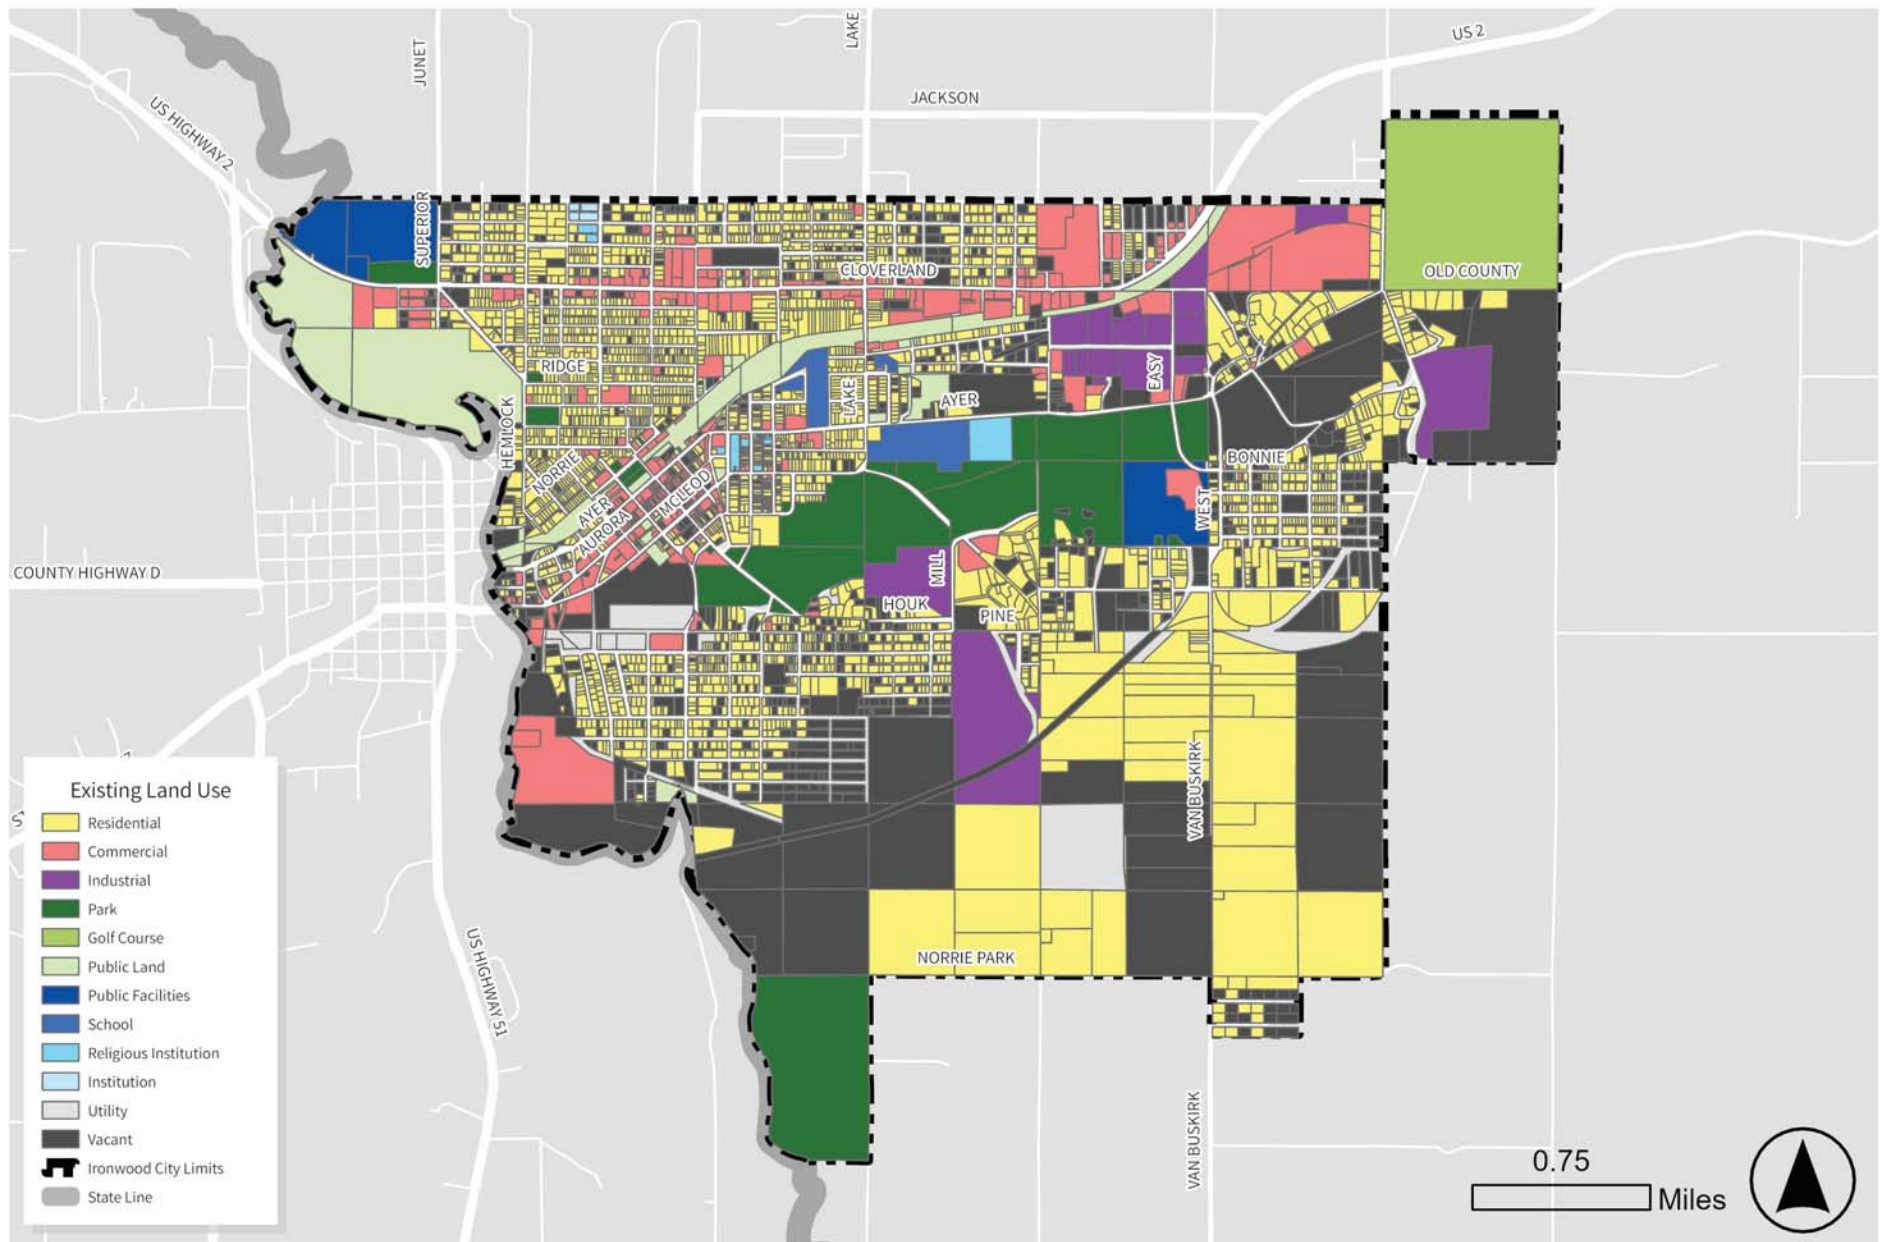 JUNET
LAKE
US 2
JACKSON
US HIGHWAY 2
SUPERIOR
CLOVERLAND
OLD COUNTY
RIDGE
LAKE
EASY
AYER
HEMLOCK
NORRIE
BONNIE
AYER
MCLEOD
WEST
AURORA
COUNTY HIGHWAY D
MILL
HOUK
PINE
VAN BUSKIRK
NORRIE PARK
US HIGHWAY 51
VAN BUSKIRK
Existing Land Use
Residential
Commercial
Industrial
Park
Golf Course
Public Land
Public Facilities
School
Religious Institution
Institution
Utility
Vacant
Ironwood City Limits
State Line
0.75
Miles